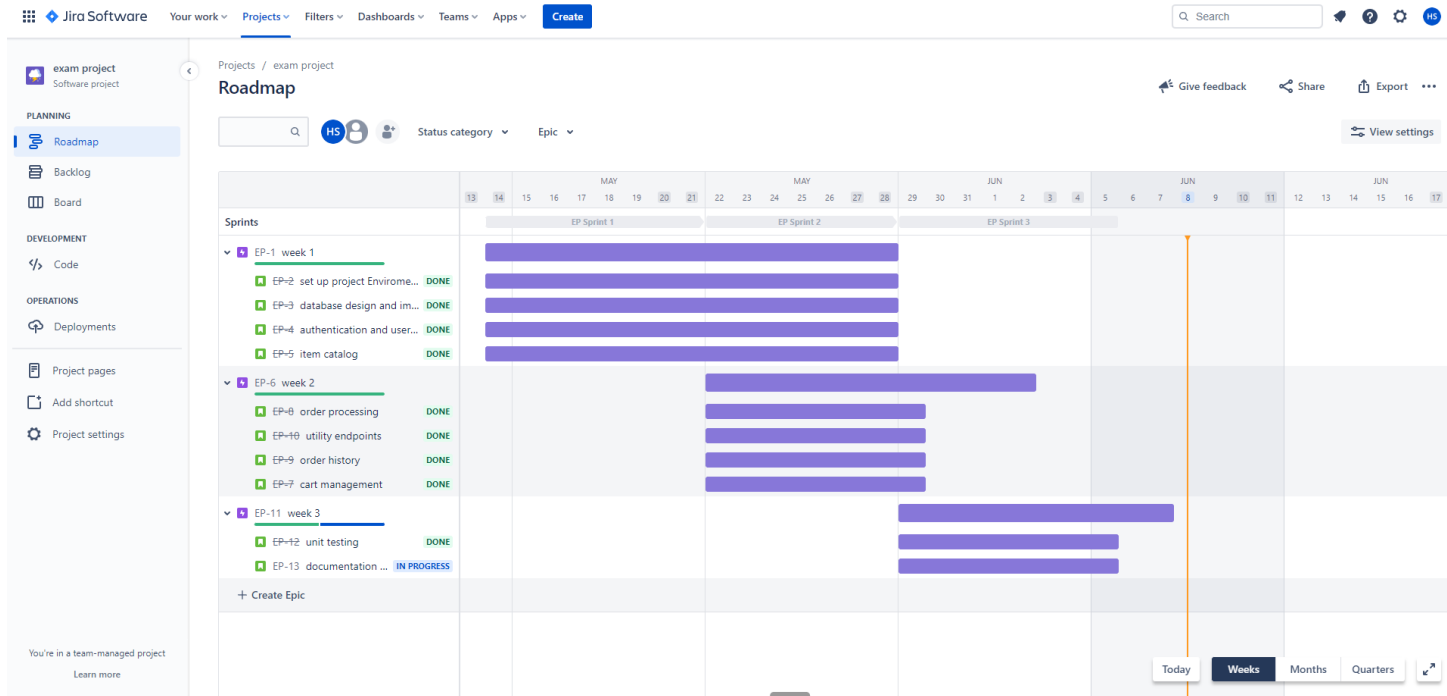 Jira Software Your work Projects Filters Dashboards Teams Apps Create Search HS
exam project
Software project
PLANNING
Roadmap
Backlog
Board
DEVELOPMENT
Code
OPERATIONS
Deployments
Project pages
Add shortcut
Project settings
You're in a team-managed project
Learn more
Projects / exam project
Roadmap
Give feedback Share Export
HS Status category Epic View settings
MAY MAY JUN JUN JUN
13 14 15 16 17 18 19 20 21 22 23 24 25 26 27 28 29 30 31 1 2 3 4 5 6 7 8 9 10 11 12 13 14 15 16 17
Sprints EP Sprint 1 EP Sprint 2 EP Sprint 3
EP-1 week 1
EP-2 set up project Envirome... DONE
EP-3 database design and im... DONE
EP-4 authentication and user... DONE
EP-5 item catalog DONE
EP-6 week 2
EP-8 order processing DONE
EP-10 utility endpoints DONE
EP-9 order history DONE
EP-7 cart management DONE
EP-11 week 3
EP-12 unit testing DONE
EP-13 documentation ... IN PROGRESS
+ Create Epic
Today Weeks Months Quarters